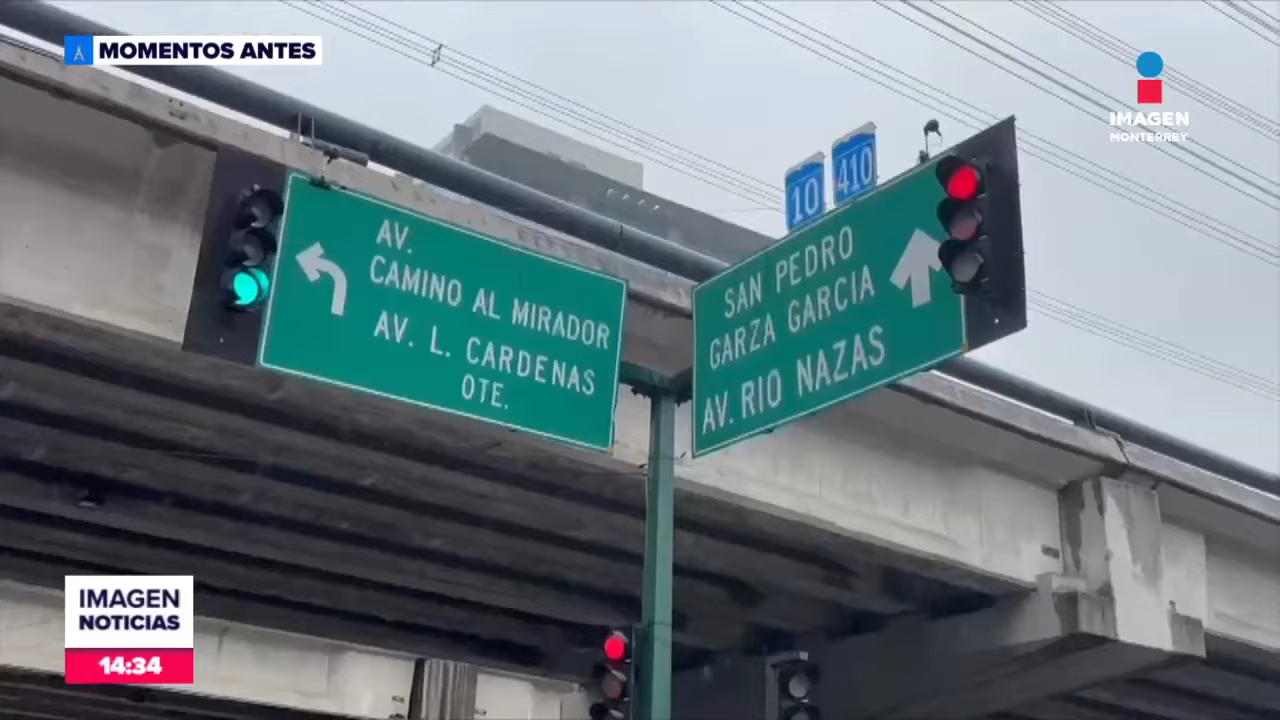 MOMENTOS ANTES
IMAGEN
MONTERREY
10
410
AV.
CAMINO AL MIRADOR
AV. L. CARDENAS
OTE.
SAN PEDRO
GARZA GARCIA
AV. RIO NAZAS
IMAGEN
NOTICIAS
14:34